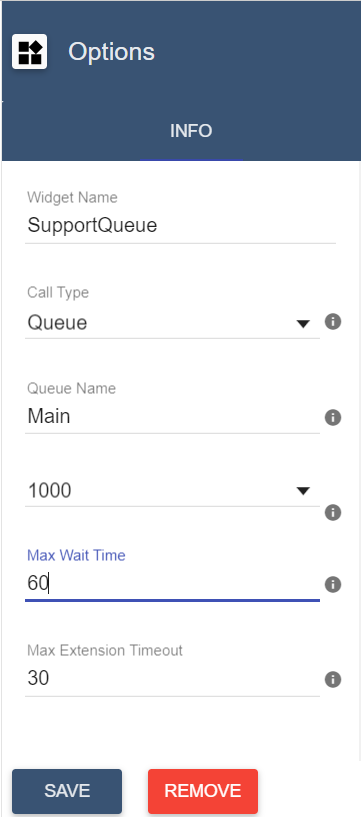 Options
INFO
Widget Name
SupportQueue
Call Type
Queue
Queue Name
Main
1000
Max Wait Time
60
Max Extension Timeout
30
SAVE REMOVE